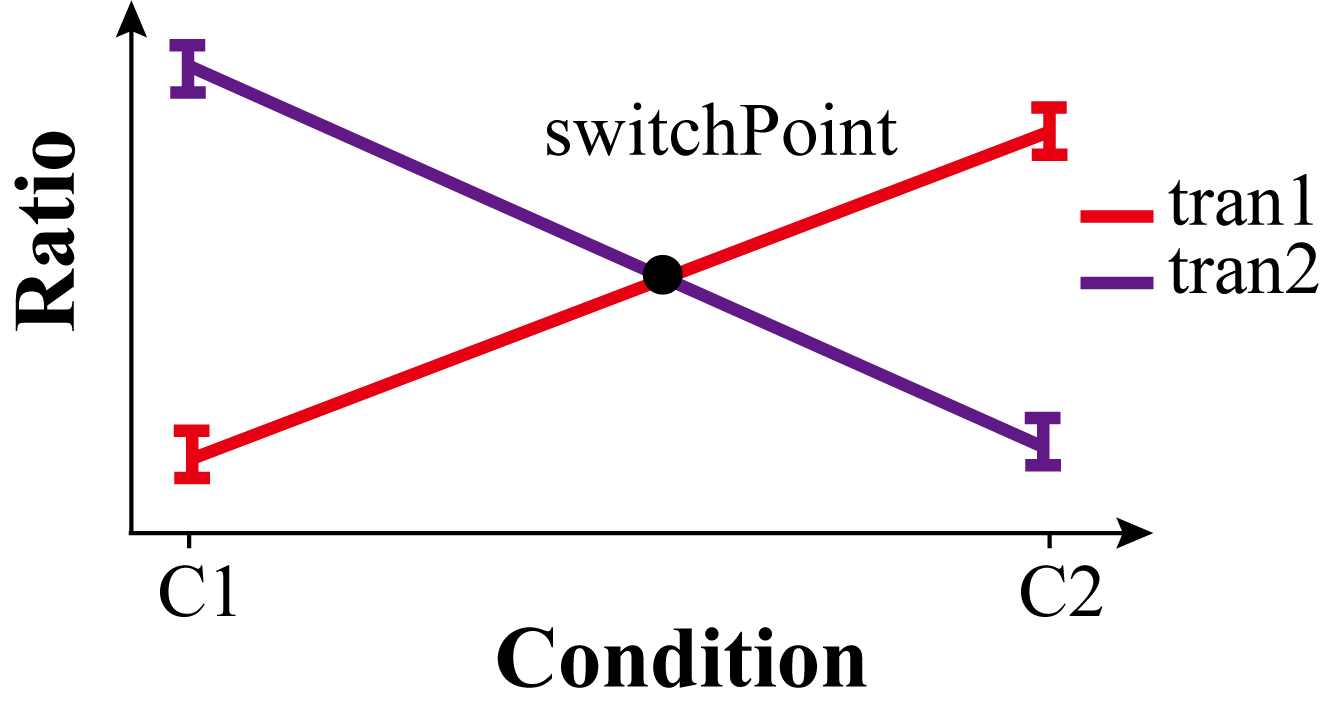 Ratio
switchPoint
tran1
tran2
C1
C2
Condition